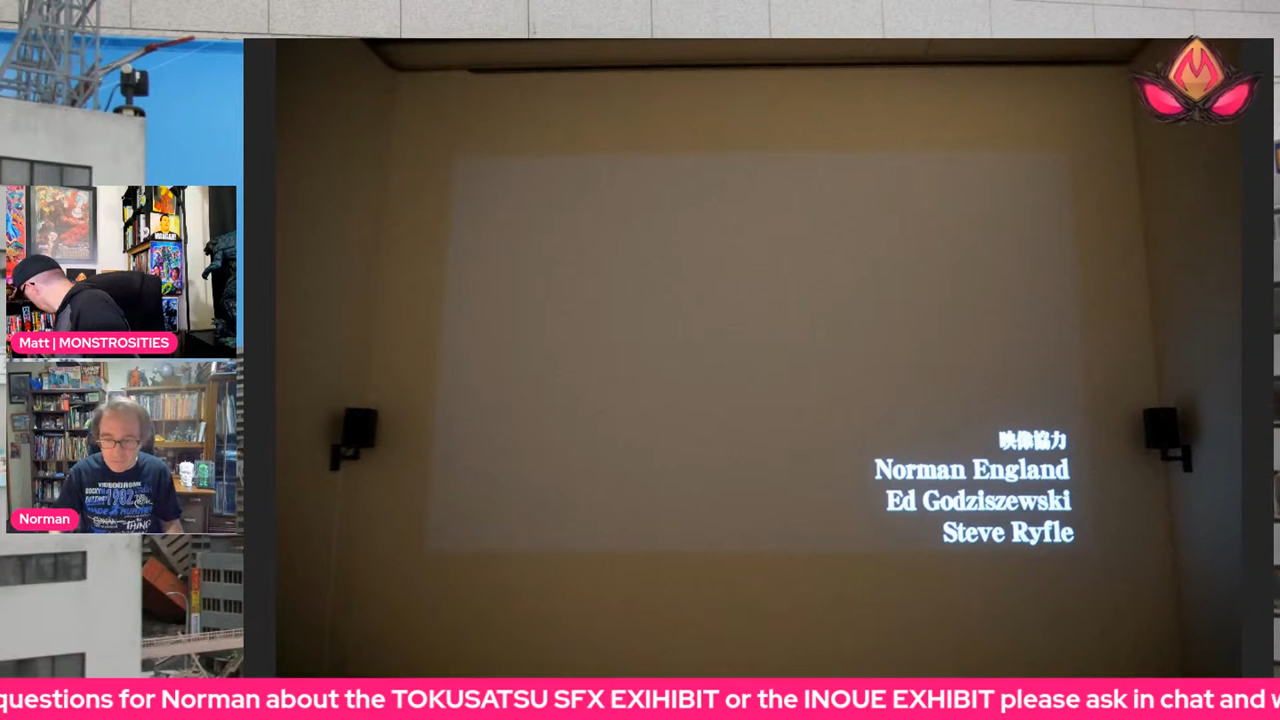 映像協力
Norman England
Ed Godziszewski
Steve Ryfle
Matt | MONSTROSITIES
Norman
questions for Norman about the TOKUSATSU SFX EXIHIBIT or the INOUE EXHIBIT please ask in chat and w